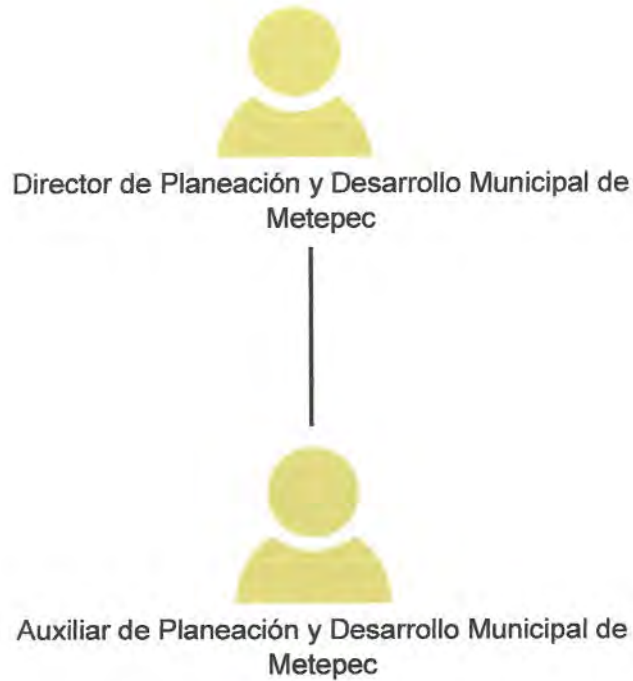 Director de Planeación y Desarrollo Municipal de
Metepec
Auxiliar de Planeación y Desarrollo Municipal de
Metepec